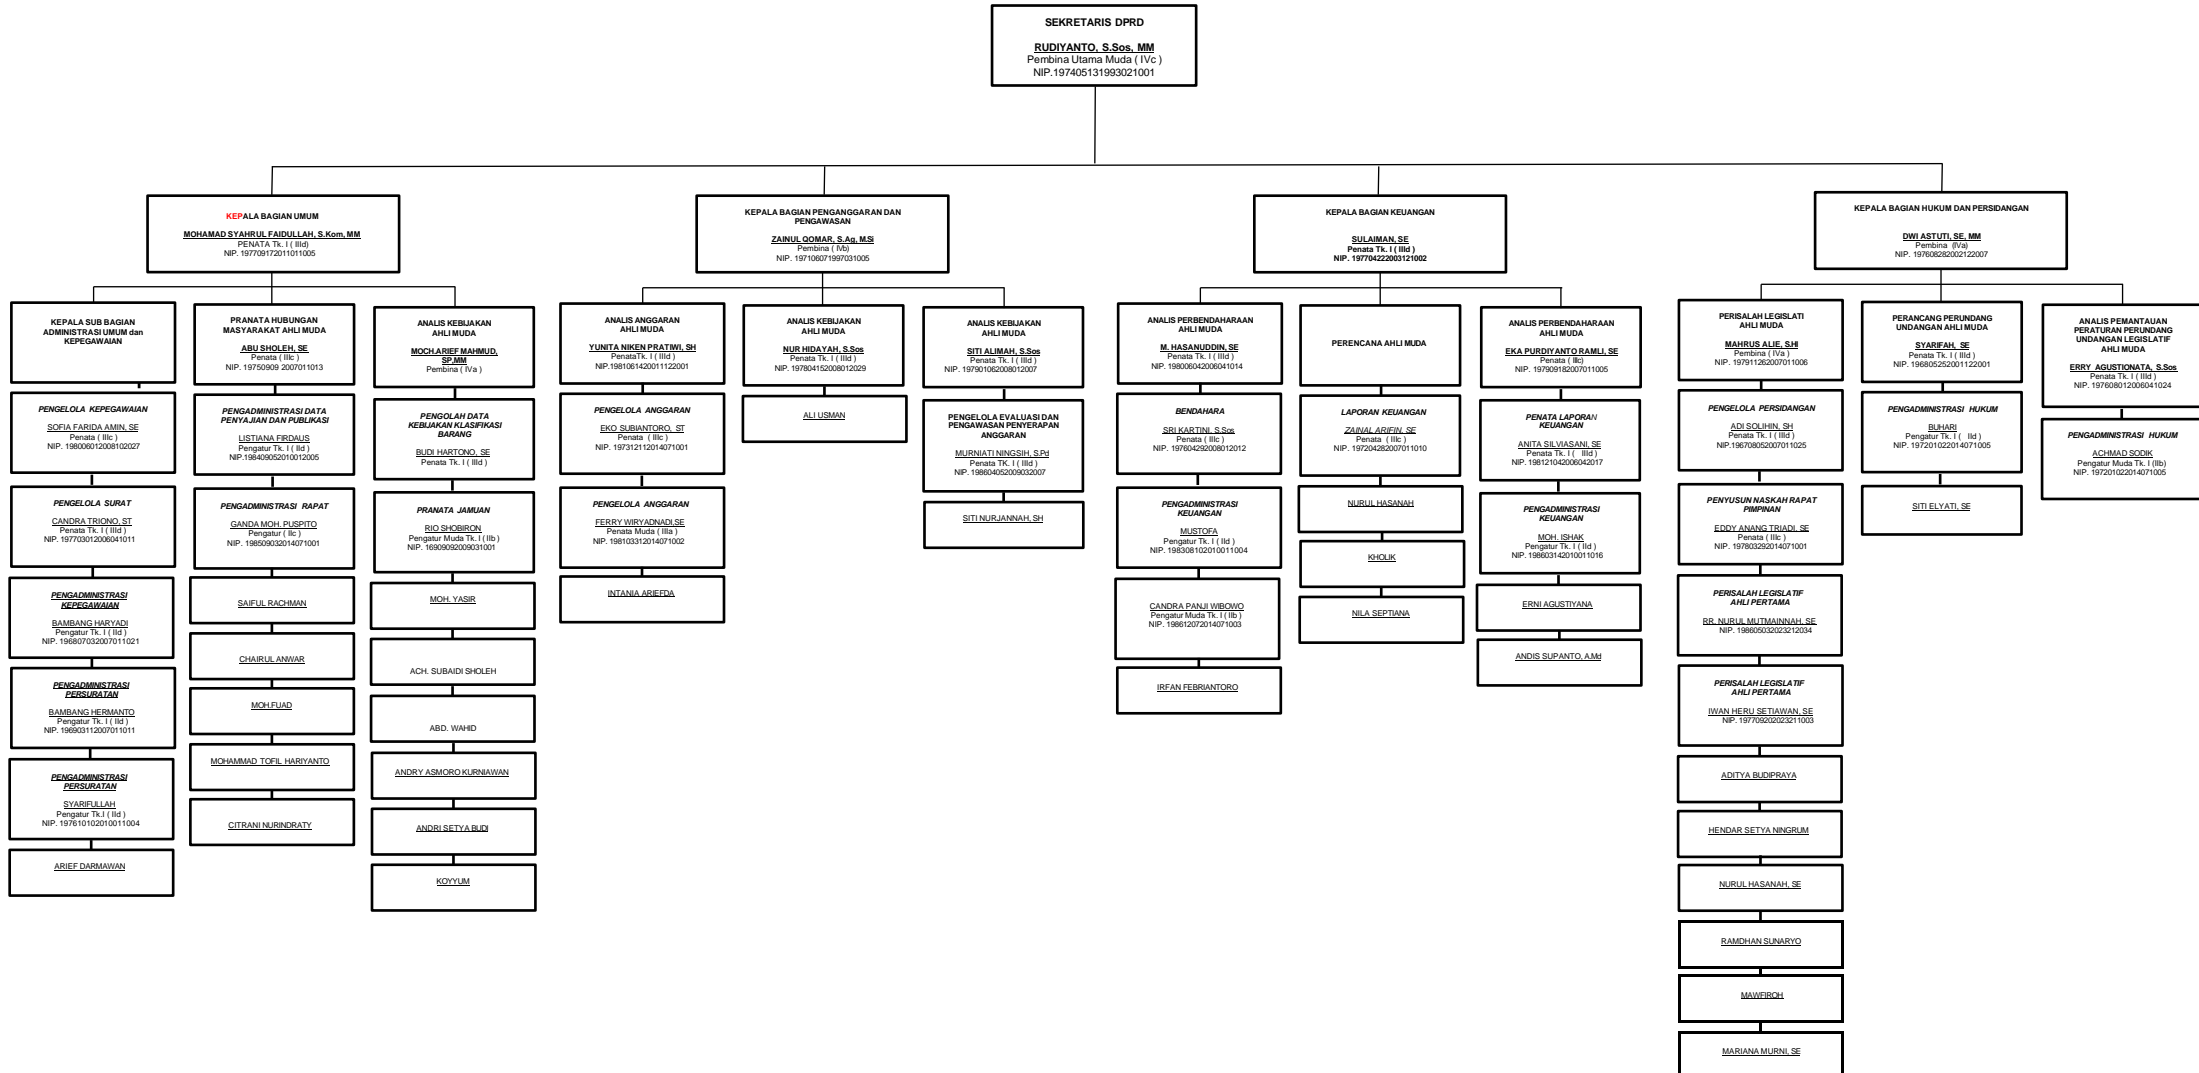 SEKRETARIS DPRD
RUDIYANTO, S.Sos, MM
Pembina Utama Muda ( IVc )
NIP.197405131993021001
KEPALA BAGIAN UMUM
MOHAMAD SYAHRUL FAIDULLAH, S.Kom, MM
PENATA Tk. I ( IIId)
NIP. 197709172011011005
KEPALA BAGIAN PENGANGGARAN DAN
PENGAWASAN
ZAINUL QOMAR, S.Ag, M.Si
Pembina ( IVb)
NIP. 197106071997031005
KEPALA BAGIAN KEUANGAN
SULAIMAN, SE
Penata Tk. I ( IIId )
NIP. 197704222003121002
KEPALA BAGIAN HUKUM DAN PERSIDANGAN
DWI ASTUTI, SE, MM
Pembina (IVa)
NIP. 197608282002122007
KEPALA SUB BAGIAN
ADMINISTRASI UMUM dan
KEPEGAWAIAN
PENGELOLA KEPEGAWAIAN
SOFIA FARIDA AMIN, SE
Penata ( IIIc )
NIP. 198006012008102027
PENGELOLA SURAT
CANDRA TRIONO, ST
Penata Tk. I ( IIId )
NIP. 197703012006041011
PENGADMINISTRASI
KEPEGAWAIAN
BAMBANG HARYADI
Pengatur Tk. I ( IId )
NIP. 196807032007011021
PENGADMINISTRASI
PERSURATAN
BAMBANG HERMANTO
Pengatur Tk. I ( IId )
NIP. 196903112007011011
PENGADMINISTRASI
PERSURATAN
SYARIFULLAH
Pengatur Tk.I ( IId )
NIP. 197610102010011004
ARIEF DARMAWAN
PRANATA HUBUNGAN
MASYARAKAT AHLI MUDA
ABU SHOLEH, SE
Penata ( IIIc )
NIP. 19750909 2007011013
PENGADMINISTRASI DATA
PENYAJIAN DAN PUBLIKASI
LISTIANA FIRDAUS
Pengatur Tk. I ( IId )
NIP.198409052010012005
PENGADMINISTRASI RAPAT
GANDA MOH. PUSPITO
Pengatur ( IIc )
NIP. 198509032014071001
SAIFUL RACHMAN
CHAIRUL ANWAR
MOH.FUAD
MOHAMMAD TOFIL HARIYANTO
CITRANI NURINDRATY
ANALIS KEBIJAKAN
AHLI MUDA
MOCH.ARIEF MAHMUD,
SP,MM
Pembina ( IVa )
PENGOLAH DATA
KEBIJAKAN KLASIFIKASI
BARANG
BUDI HARTONO, SE
Penata Tk. I ( IIId )
PRANATA JAMUAN
RIO SHOBIRON
Pengatur Muda Tk. I ( IIb )
NIP. 16909092009031001
MOH. YASIR
ACH. SUBAIDI SHOLEH
ABD. WAHID
ANDRY ASMORO KURNIAWAN
ANDRI SETYA BUDI
KOYYUM
ANALIS ANGGARAN
AHLI MUDA
YUNITA NIKEN PRATIWI, SH
PenataTk. I ( IIId )
NIP.1981061420011122001
PENGELOLA ANGGARAN
EKO SUBIANTORO, ST
Penata ( IIIc )
NIP. 197312112014071001
PENGELOLA ANGGARAN
FERRY WIRYADNADI,SE
Penata Muda ( IIIa )
NIP. 198103312014071002
INTANIA ARIEFDA
ANALIS KEBIJAKAN
AHLI MUDA
NUR HIDAYAH, S.Sos
Penata Tk. I ( IIId )
NIP. 197804152008012029
ALI USMAN
ANALIS KEBIJAKAN
AHLI MUDA
SITI ALIMAH, S.Sos
Penata Tk. I ( IIId )
NIP. 197901062008012007
PENGELOLA EVALUASI DAN
PENGAWASAN PENYERAPAN
ANGGARAN
MURNIATI NINGSIH, S.Pd
Penata TK. I ( IIId )
NIP. 198604052009032007
SITI NURJANNAH, SH
ANALIS PERBENDAHARAAN
AHLI MUDA
M. HASANUDDIN, SE
Penata Tk. I ( IIId )
NIP. 198006042006041014
BENDAHARA
SRI KARTINI, S.Sos
Penata ( IIIc )
NIP. 197604292008012012
PENGADMINISTRASI
KEUANGAN
MUSTOFA
Pengatur Tk. I ( IId )
NIP. 198308102010011004
CANDRA PANJI WIBOWO
Pengatur Muda Tk. I ( IIb )
NIP. 198612072014071003
IRFAN FEBRIANTORO
PERENCANA AHLI MUDA
LAPORAN KEUANGAN
ZAINAL ARIFIN, SE
Penata ( IIIc )
NIP. 197204282007011010
NURUL HASANAH
KHOLIK
NILA SEPTIANA
ANALIS PERBENDAHARAAN
AHLI MUDA
EKA PURDIYANTO RAMLI, SE
Penata ( IIIc)
NIP. 197909182007011005
PENATA LAPORAN
KEUANGAN
ANITA SILVIASANI, SE
Penata Tk. I ( IIId )
NIP. 198121042006042017
PENGADMINISTRASI
KEUANGAN
MOH. ISHAK
Pengatur Tk. I ( IId )
NIP. 198603142010011016
ERNI AGUSTIYANA
ANDIS SUPANTO, A.Md
PERISALAH LEGISLATI
AHLI MUDA
MAHRUS ALIE, S.HI
Pembina ( IVa )
NIP. 197911262007011006
PENGELOLA PERSIDANGAN
ADI SOLIHIN, SH
Penata Tk. I ( IIId )
NIP.196708052007011025
PENYUSUN NASKAH RAPAT
PIMPINAN
EDDY ANANG TRIADI, SE
Penata ( IIIc )
NIP. 197803292014071001
PERISALAH LEGISLATIF
AHLI PERTAMA
RR. NURUL MUTMAINNAH, SE
NIP. 198605032023212034
PERISALAH LEGISLATIF
AHLI PERTAMA
IWAN HERU SETIAWAN, SE
NIP. 197709202023211003
ADITYA BUDIPRAYA
HENDAR SETYA NINGRUM
NURUL HASANAH, SE
RAMDHAN SUNARYO
MAWFIROH
MARIANA MURNI, SE
PERANCANG PERUNDANG
UNDANGAN AHLI MUDA
SYARIFAH, SE
Penata Tk. I ( IIId )
NIP. 196805252001122001
PENGADMINISTRASI HUKUM
BUHARI
Pengatur Tk. I ( IId )
NIP. 197201022014071005
SITI ELYATI, SE
ANALIS PEMANTAUAN
PERATURAN PERUNDANG
UNDANGAN LEGISLATIF
AHLI MUDA
ERRY AGUSTIONATA, S.Sos
Penata Tk. I ( IIId )
NIP. 197608012006041024
PENGADMINISTRASI HUKUM
ACHMAD SODIK
Pengatur Muda Tk. I (IIb)
NIP. 197201022014071005